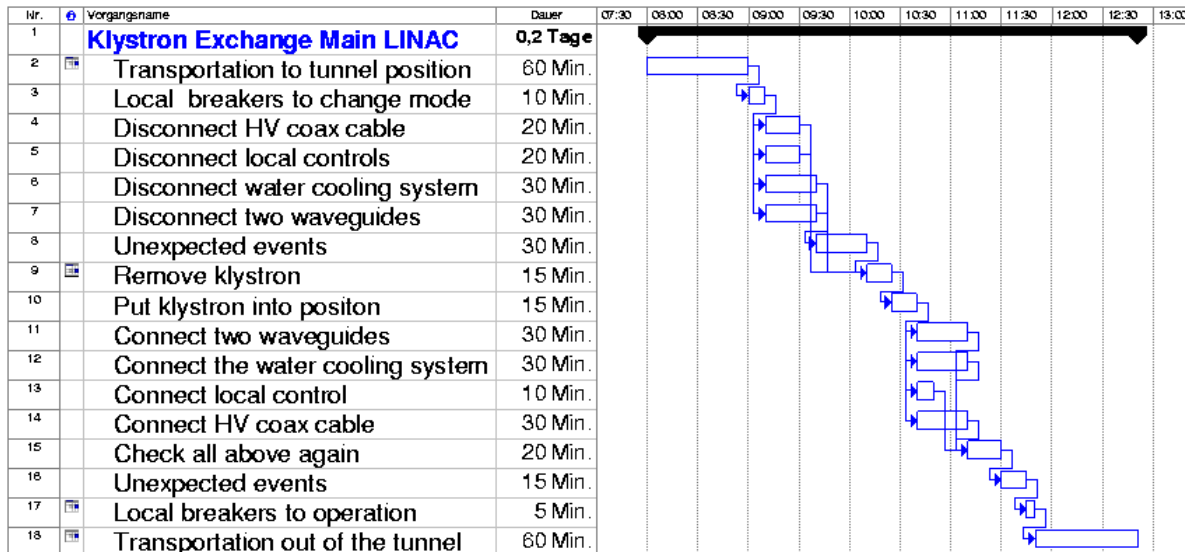 Nr. Vorgangsname Dauer 07:30 08:00 08:30 09:00 09:30 10:00 10:30 11:00 11:30 12:00 12:30 13:00
1 Klystron Exchange Main LINAC 0,2 Tage
2 Transportation to tunnel position 60 Min.
3 Local breakers to change mode 10 Min.
4 Disconnect HV coax cable 20 Min.
5 Disconnect local controls 20 Min.
6 Disconnect water cooling system 30 Min.
7 Disconnect two waveguides 30 Min.
8 Unexpected events 30 Min.
9 Remove klystron 15 Min.
10 Put klystron into positon 15 Min.
11 Connect two waveguides 30 Min.
12 Connect the water cooling system 30 Min.
13 Connect local control 10 Min.
14 Connect HV coax cable 30 Min.
15 Check all above again 20 Min.
16 Unexpected events 15 Min.
17 Local breakers to operation 5 Min.
18 Transportation out of the tunnel 60 Min.